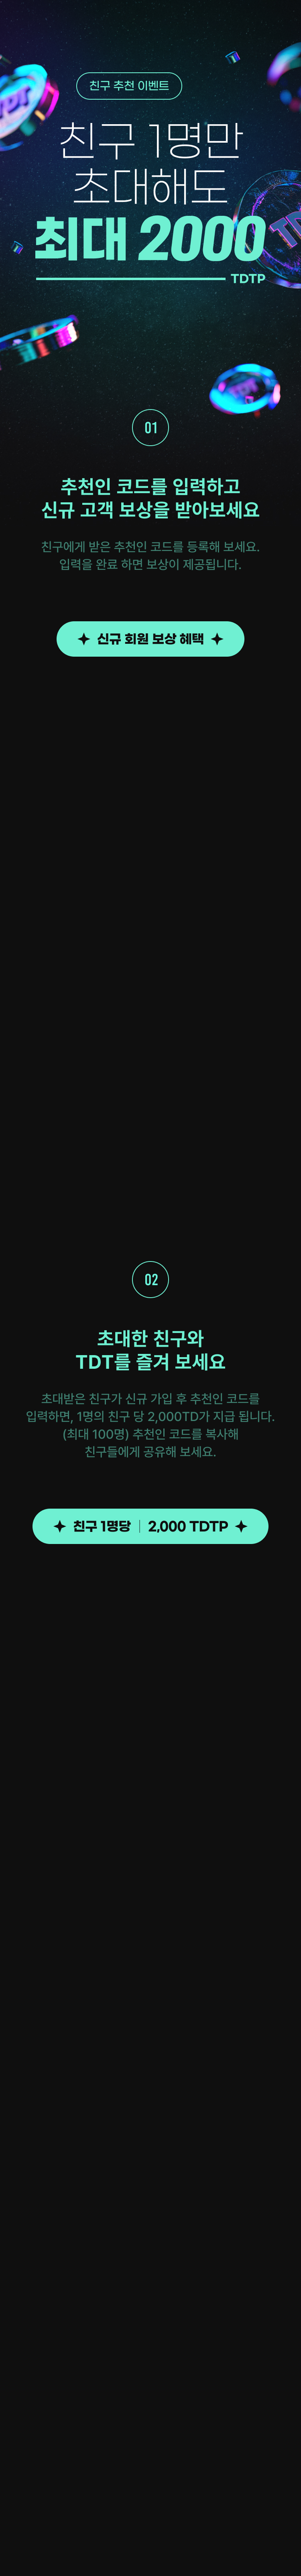 친구 추천 이벤트
친구 1명만
초대해도
최대 2000
TDTP
01
추천인 코드를 입력하고
신규 고객 보상을 받아보세요
친구에게 받은 추천인 코드를 등록해 보세요.
입력을 완료 하면 보상이 제공됩니다.
신규 회원 보상 혜택
02
초대한 친구와
TDT를 즐겨 보세요
초대받은 친구가 신규 가입 후 추천인 코드를
입력하면, 1명의 친구 당 2,000TD가 지급 됩니다.
(최대 100명) 추천인 코드를 복사해
친구들에게 공유해 보세요.
친구 1명당 | 2,000 TDTP